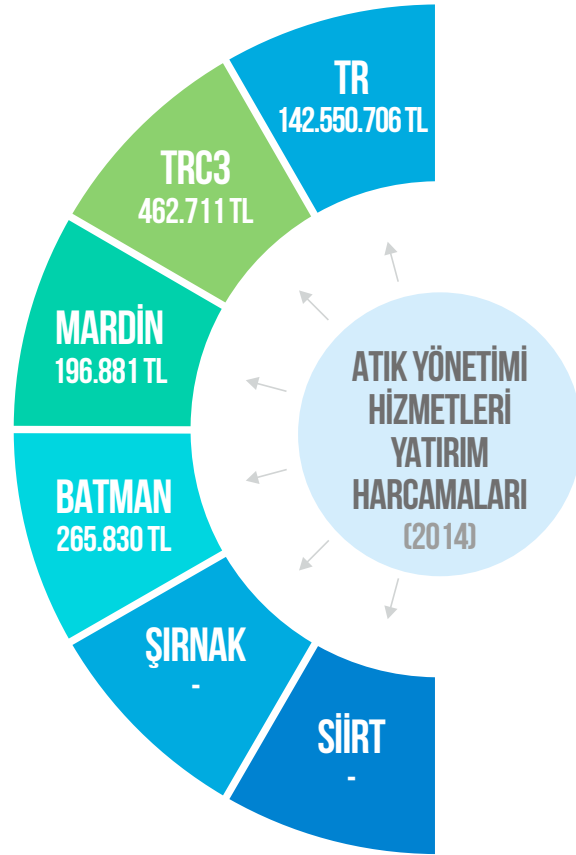 TR
142.550.706 TL
TRC3
462.711 TL
MARDİN
196.881 TL
BATMAN
265.830 TL
ŞIRNAK
-
SİİRT
-
ATIK YÖNETİMİ
HİZMETLERİ
YATIRIM
HARCAMALARI
(2014)